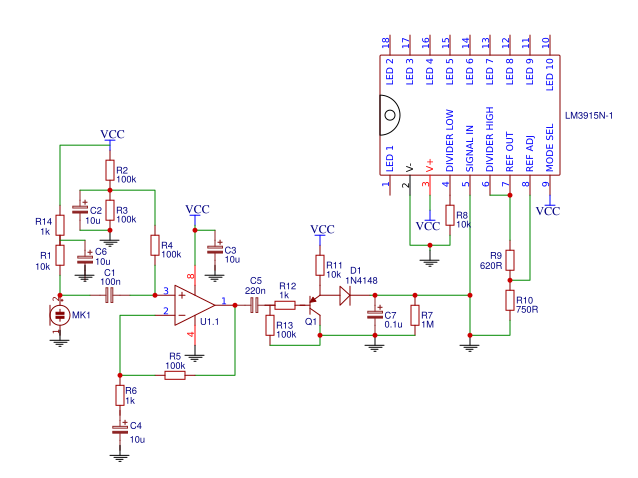 18 17 16 15 14 13 12 11 10
LED 2 LED 3 LED 4 LED 5 LED 6 LED 7 LED 8 LED 9 LED 10
LM3915N-1
LED 1 V- V+ DIVIDER LOW SIGNAL IN DIVIDER HIGH REF OUT REF ADJ MODE SEL
1 2 3 4 5 6 7 8 9
VCC
VCC
R8
10k
VCC
R2
100k
C2
10u
R3
100k
R14
1k
R1
10k
C6
10u
R4
100k
C1
100n
2
MK1
1
VCC
C3
10u
8
3
+
2
−
1
U1.1
4
C5
220n
R12
1k
R13
100k
VCC
R11
10k
Q1
D1
1N4148
C7
0.1u
R7
1M
R9
620R
R10
750R
R5
100k
R6
1k
C4
10u